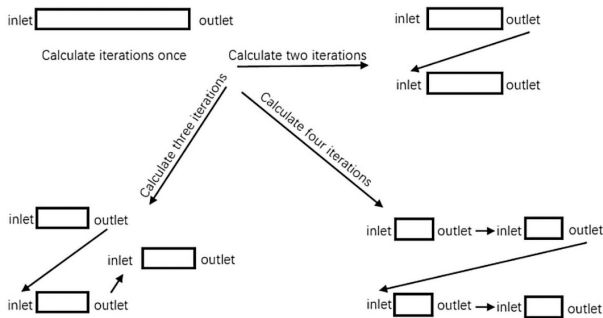 inlet outlet
Calculate iterations once
Calculate two iterations
inlet outlet
inlet outlet
Calculate three iterations
Calculate four iterations
inlet outlet
inlet outlet
inlet outlet
inlet outlet inlet outlet
inlet outlet inlet outlet